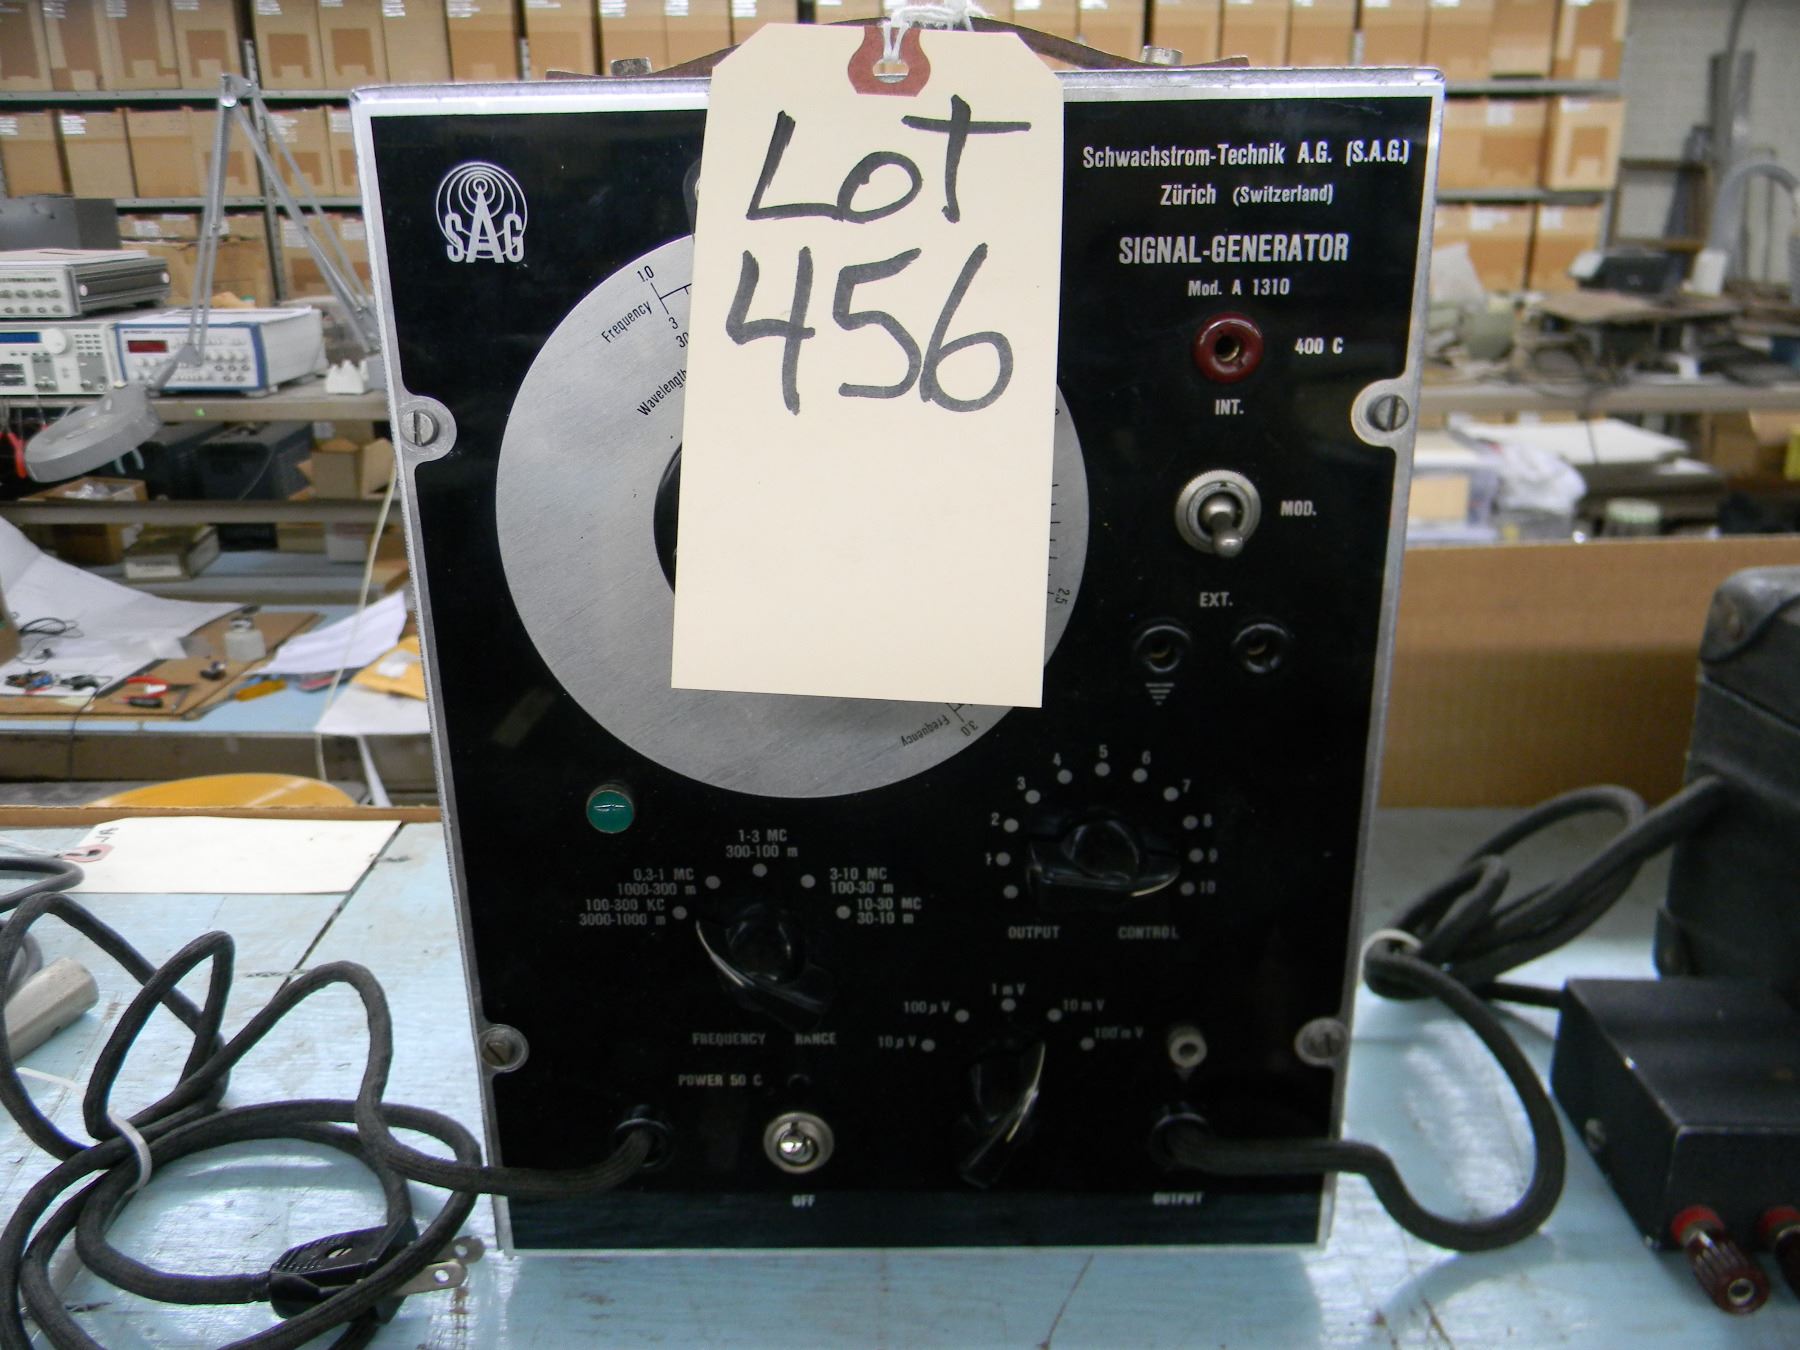 Lot
456
SAG
Schwachstrom-Technik A.G. (S.A.G.)
Zürich (Switzerland)
SIGNAL-GENERATOR
Mod. A 1310
400 C
INT.
MOD.
EXT.
1.0
Frequency
3
30
Wavelength
2.5
3.0
Frequency
1-3 MC
300-100 m
0,3-1 MC
1000-300 m
3-10 MC
100-30 m
100-300 KC
3000-1000 m
10-30 MC
30-10 m
FREQUENCY RANGE
1 2 3 4 5 6 7 8 9 10
OUTPUT CONTROL
10 µV
100 µV
1 mV
10 mV
100 mV
POWER 50 C
OFF
OUTPUT